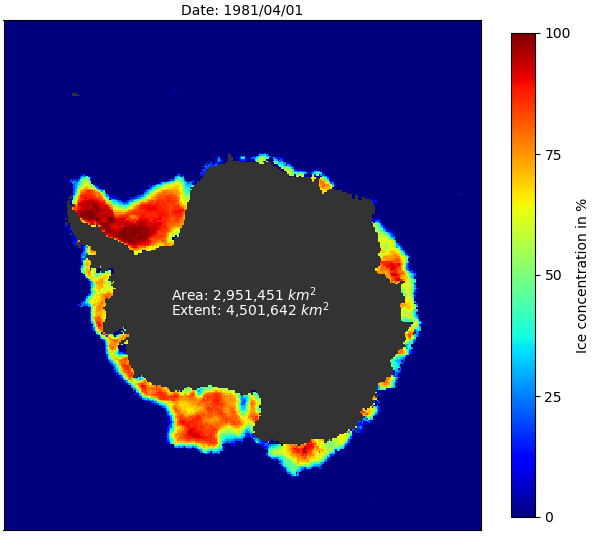 Date: 1981/04/01
100
75
50
25
0
Ice concentration in %
Area: 2,951,451 km²
Extent: 4,501,642 km²